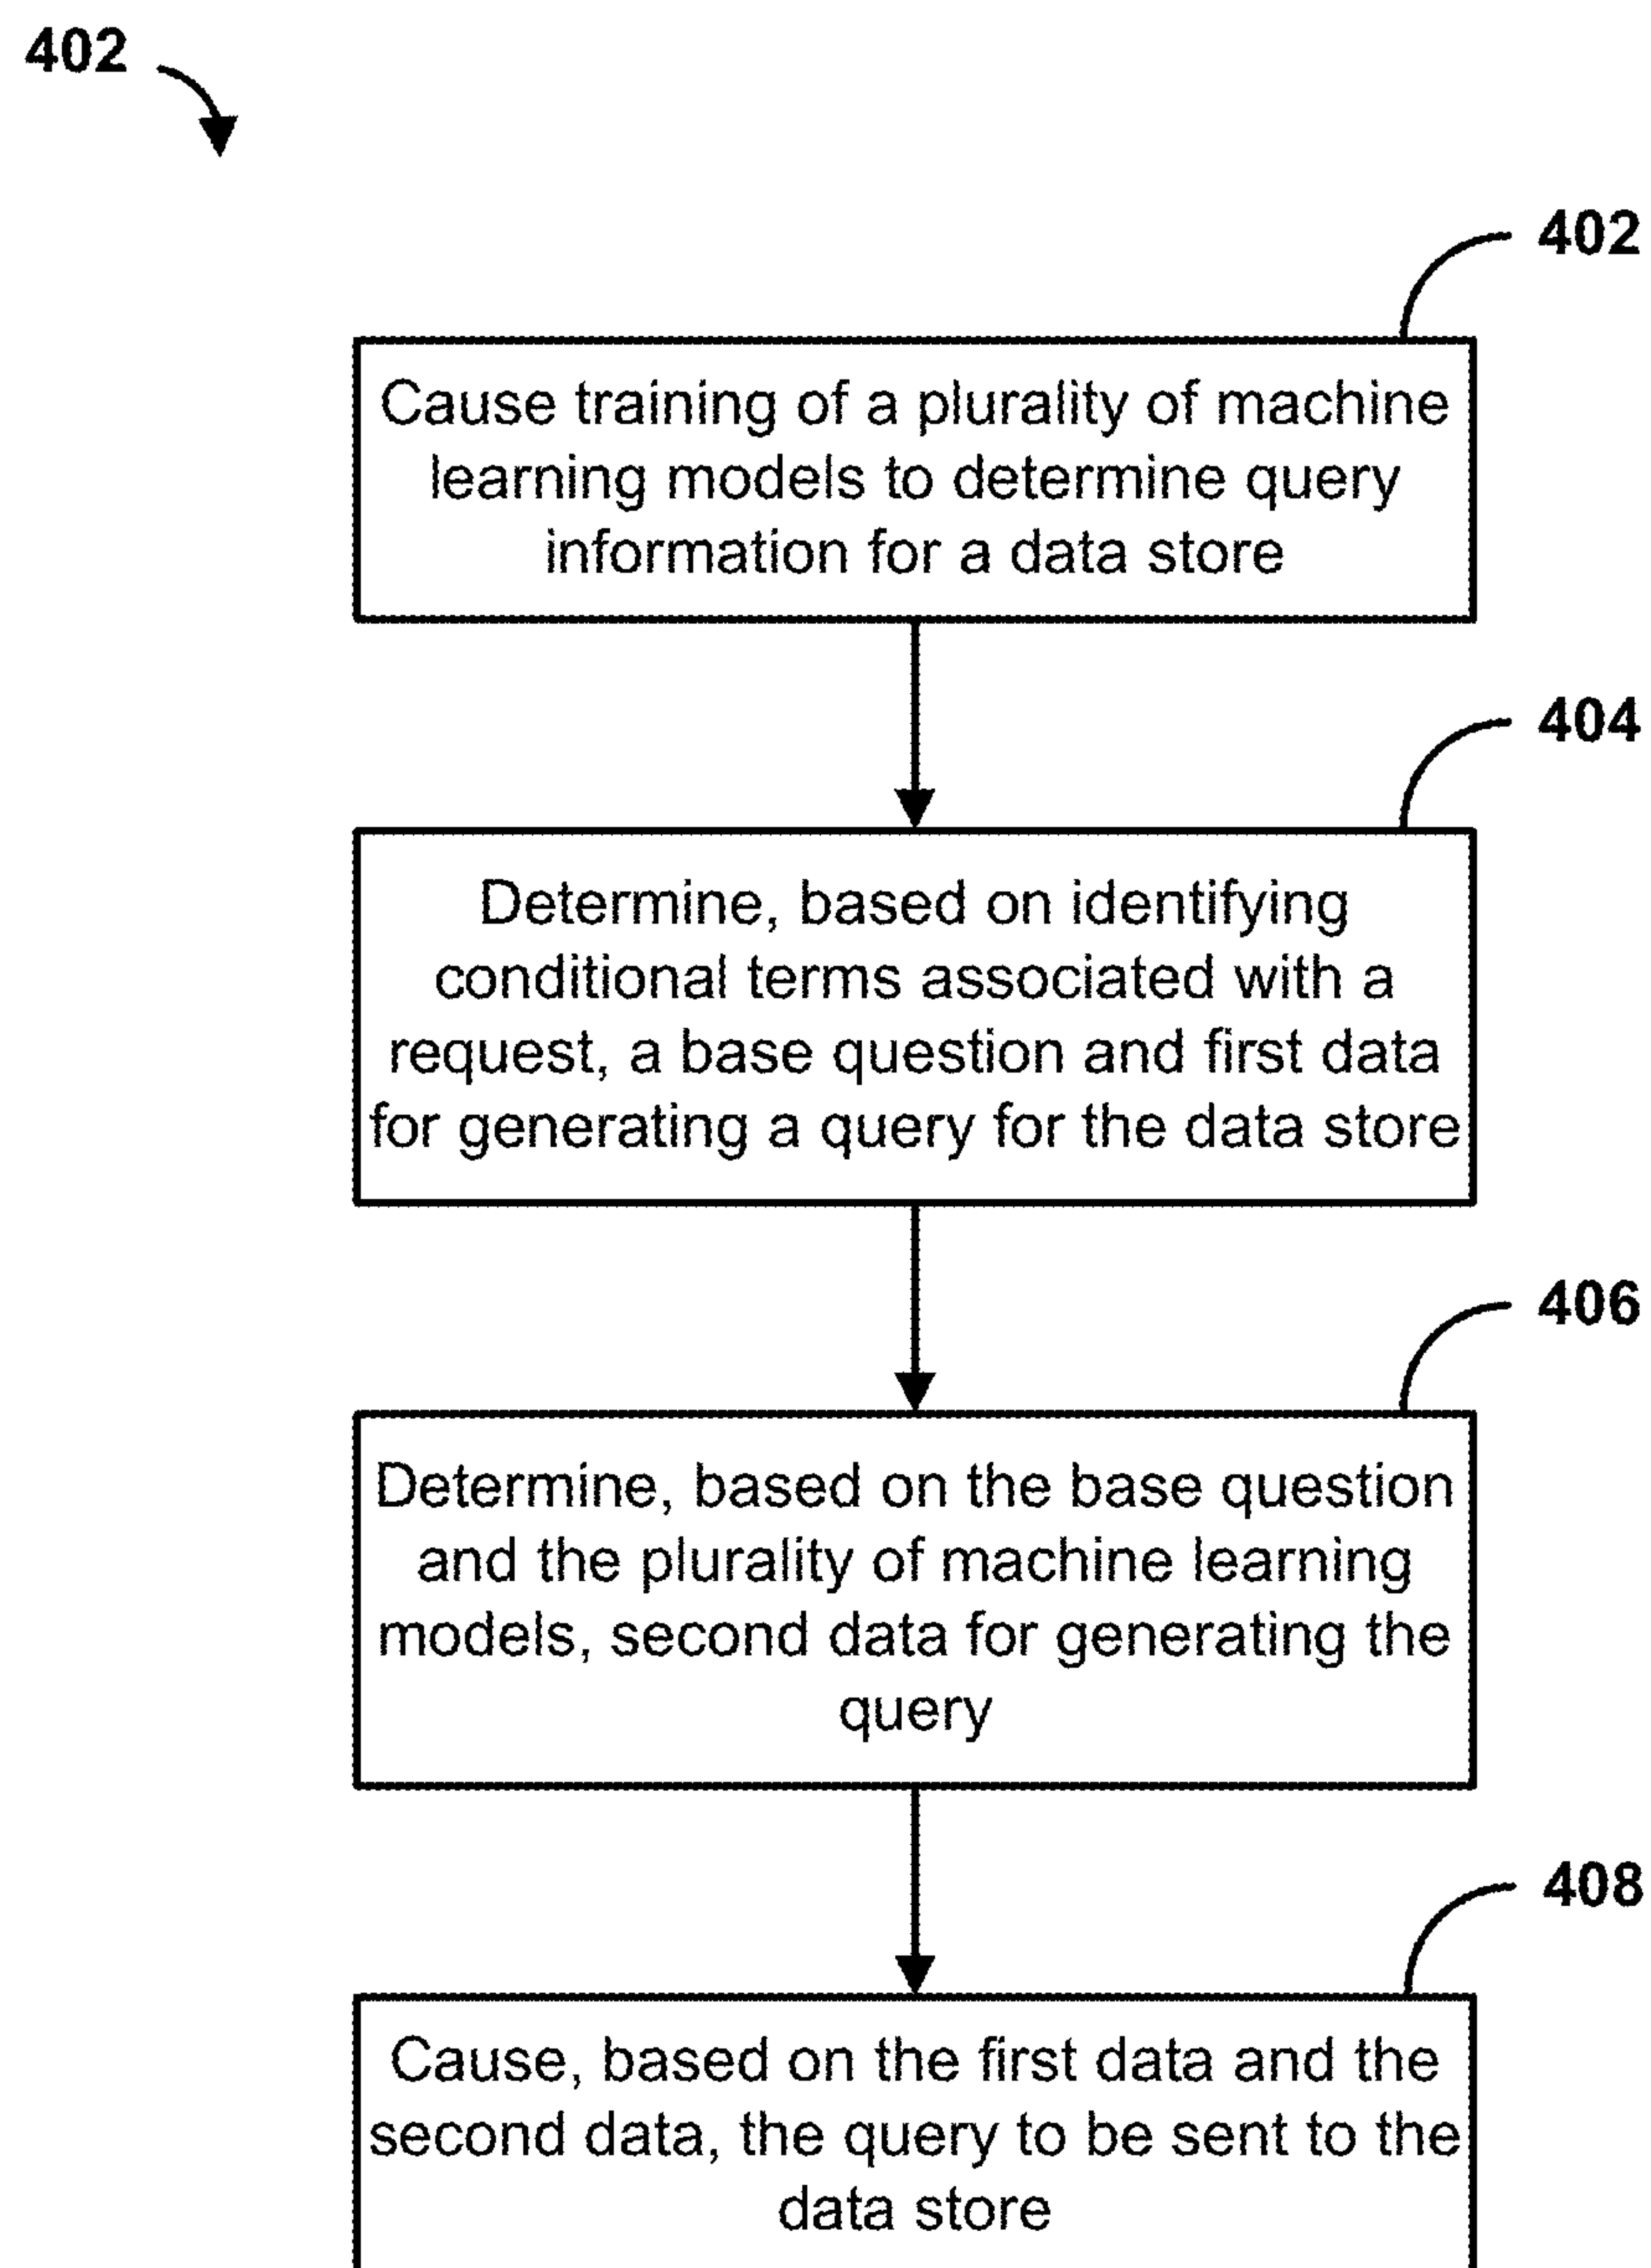 402
402
Cause training of a plurality of machine
learning models to determine query
information for a data store
404
Determine, based on identifying
conditional terms associated with a
request, a base question and first data
for generating a query for the data store
406
Determine, based on the base question
and the plurality of machine learning
models, second data for generating the
query
408
Cause, based on the first data and the
second data, the query to be sent to the
data store